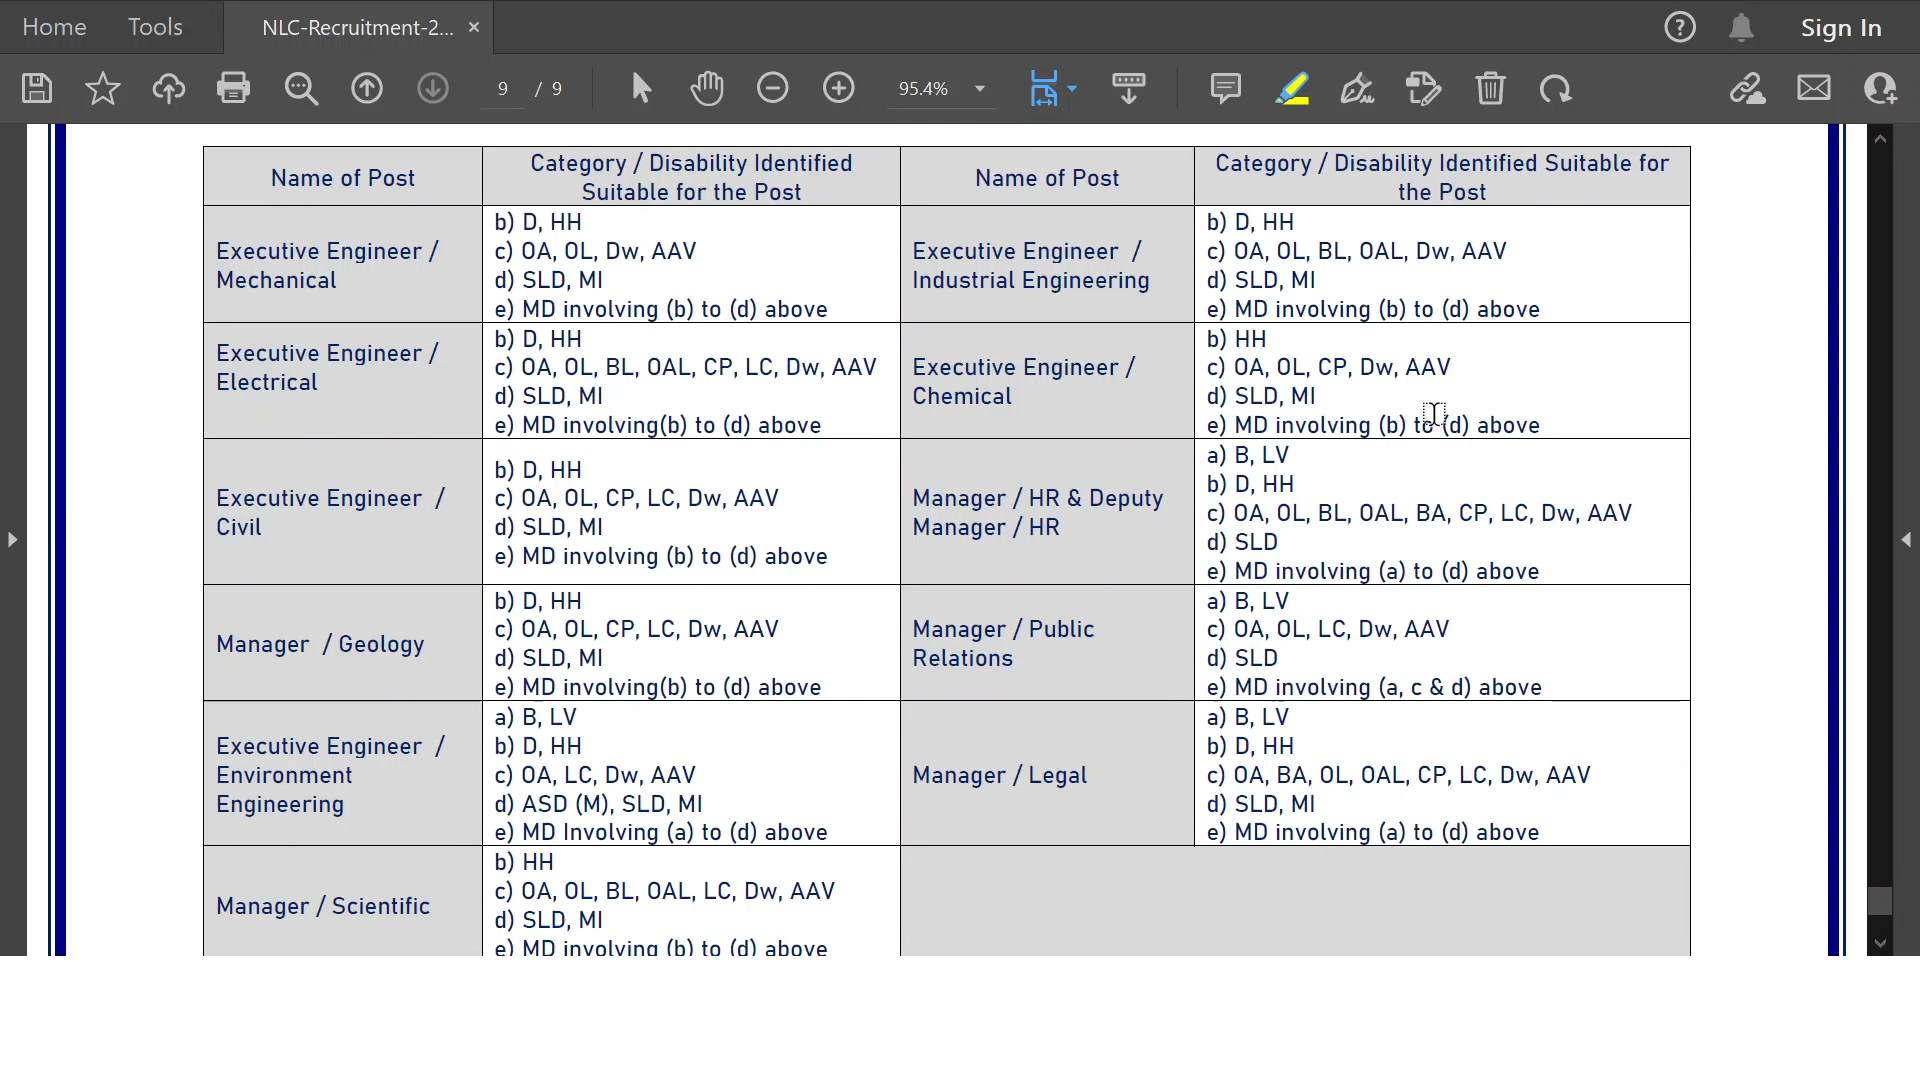 Home Tools NLC-Recruitment-2... × Sign In
9 / 9 95.4%
Name of Post
Category / Disability Identified
Suitable for the Post
Name of Post
Category / Disability Identified Suitable for
the Post
Executive Engineer /
Mechanical
b) D, HH
c) OA, OL, Dw, AAV
d) SLD, MI
e) MD involving (b) to (d) above
Executive Engineer /
Industrial Engineering
b) D, HH
c) OA, OL, BL, OAL, Dw, AAV
d) SLD, MI
e) MD involving (b) to (d) above
Executive Engineer /
Electrical
b) D, HH
c) OA, OL, BL, OAL, CP, LC, Dw, AAV
d) SLD, MI
e) MD involving(b) to (d) above
Executive Engineer /
Chemical
b) HH
c) OA, OL, CP, Dw, AAV
d) SLD, MI
e) MD involving (b) to (d) above
Executive Engineer /
Civil
b) D, HH
c) OA, OL, CP, LC, Dw, AAV
d) SLD, MI
e) MD involving (b) to (d) above
Manager / HR & Deputy
Manager / HR
a) B, LV
b) D, HH
c) OA, OL, BL, OAL, BA, CP, LC, Dw, AAV
d) SLD
e) MD involving (a) to (d) above
Manager / Geology
b) D, HH
c) OA, OL, CP, LC, Dw, AAV
d) SLD, MI
e) MD involving(b) to (d) above
Manager / Public
Relations
a) B, LV
c) OA, OL, LC, Dw, AAV
d) SLD
e) MD involving (a, c & d) above
Executive Engineer /
Environment
Engineering
a) B, LV
b) D, HH
c) OA, LC, Dw, AAV
d) ASD (M), SLD, MI
e) MD Involving (a) to (d) above
Manager / Legal
a) B, LV
b) D, HH
c) OA, BA, OL, OAL, CP, LC, Dw, AAV
d) SLD, MI
e) MD involving (a) to (d) above
Manager / Scientific
b) HH
c) OA, OL, BL, OAL, LC, Dw, AAV
d) SLD, MI
e) MD involving (b) to (d) above